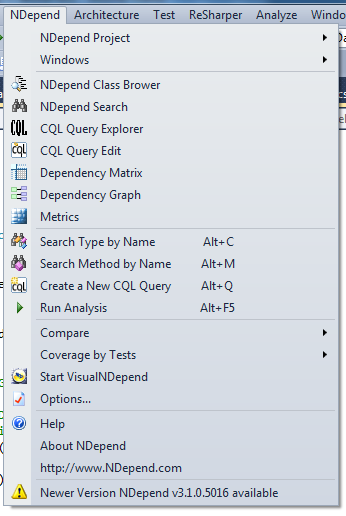 NDepend Architecture Test ReSharper Analyze Windo
NDepend Project
Windows
NDepend Class Brower
NDepend Search
CQL CQL Query Explorer
CQL CQL Query Edit
Dependency Matrix
Dependency Graph
Metrics
Search Type by Name Alt+C
Search Method by Name Alt+M
CQL Create a New CQL Query Alt+Q
Run Analysis Alt+F5
Compare
Coverage by Tests
Start VisualNDepend
Options...
Help
About NDepend
http://www.NDepend.com
Newer Version NDepend v3.1.0.5016 available